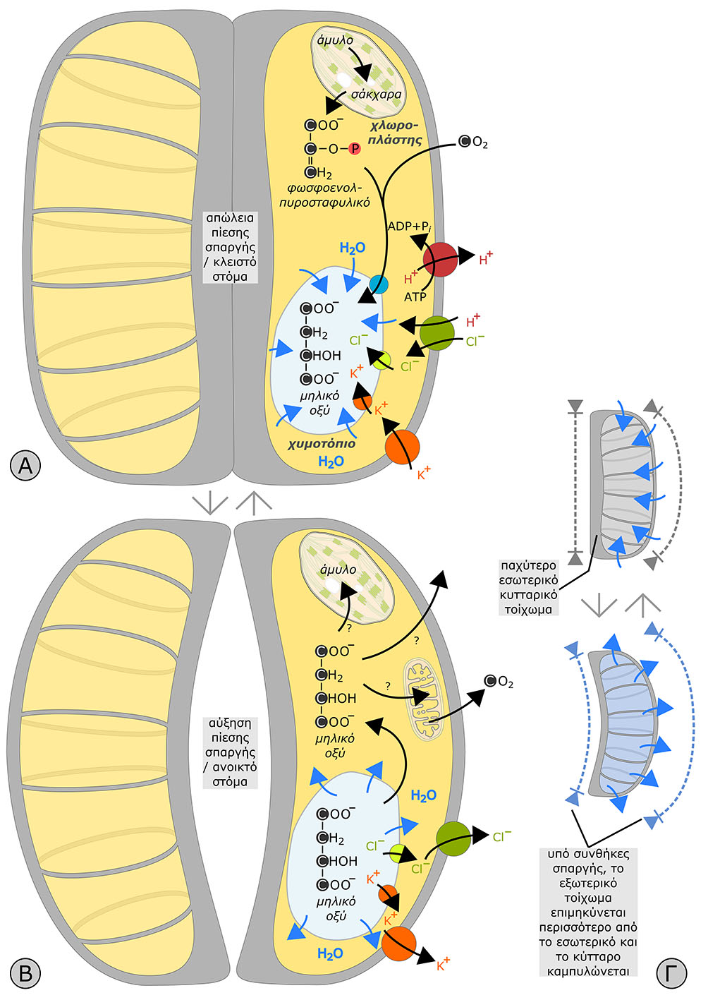 άμυλο
σάκχαρα
χλωρο-
πλάστης
COO⁻
C-O-P
CH₂
φωσφοενολ-
πυροσταφυλικό
CO₂
απώλεια
πίεσης
σπαργής
/ κλειστό
στόμα
ADP+Pi
H⁺
H⁺
ATP
H₂O
COO⁻
CH₂
CHOH
COO⁻
μηλικό
οξύ
H⁺
Cl⁻
Cl⁻
Cl⁻
K⁺
K⁺
K⁺
χυμοτόπιο
H₂O
A
άμυλο
?
?
?
COO⁻
CH₂
CHOH
COO⁻
μηλικό
οξύ
CO₂
αύξηση
πίεσης
σπαργής
/ ανοικτό
στόμα
H₂O
COO⁻
CH₂
CHOH
COO⁻
μηλικό
οξύ
Cl⁻
Cl⁻
Cl⁻
K⁺
K⁺
K⁺
H₂O
B
παχύτερο
εσωτερικό
κυτταρικό
τοίχωμα
υπό συνθήκες
σπαργής, το
εξωτερικό
τοίχωμα
επιμηκύνεται
περισσότερο από
το εσωτερικό και
το κύτταρο
καμπυλώνεται
Γ